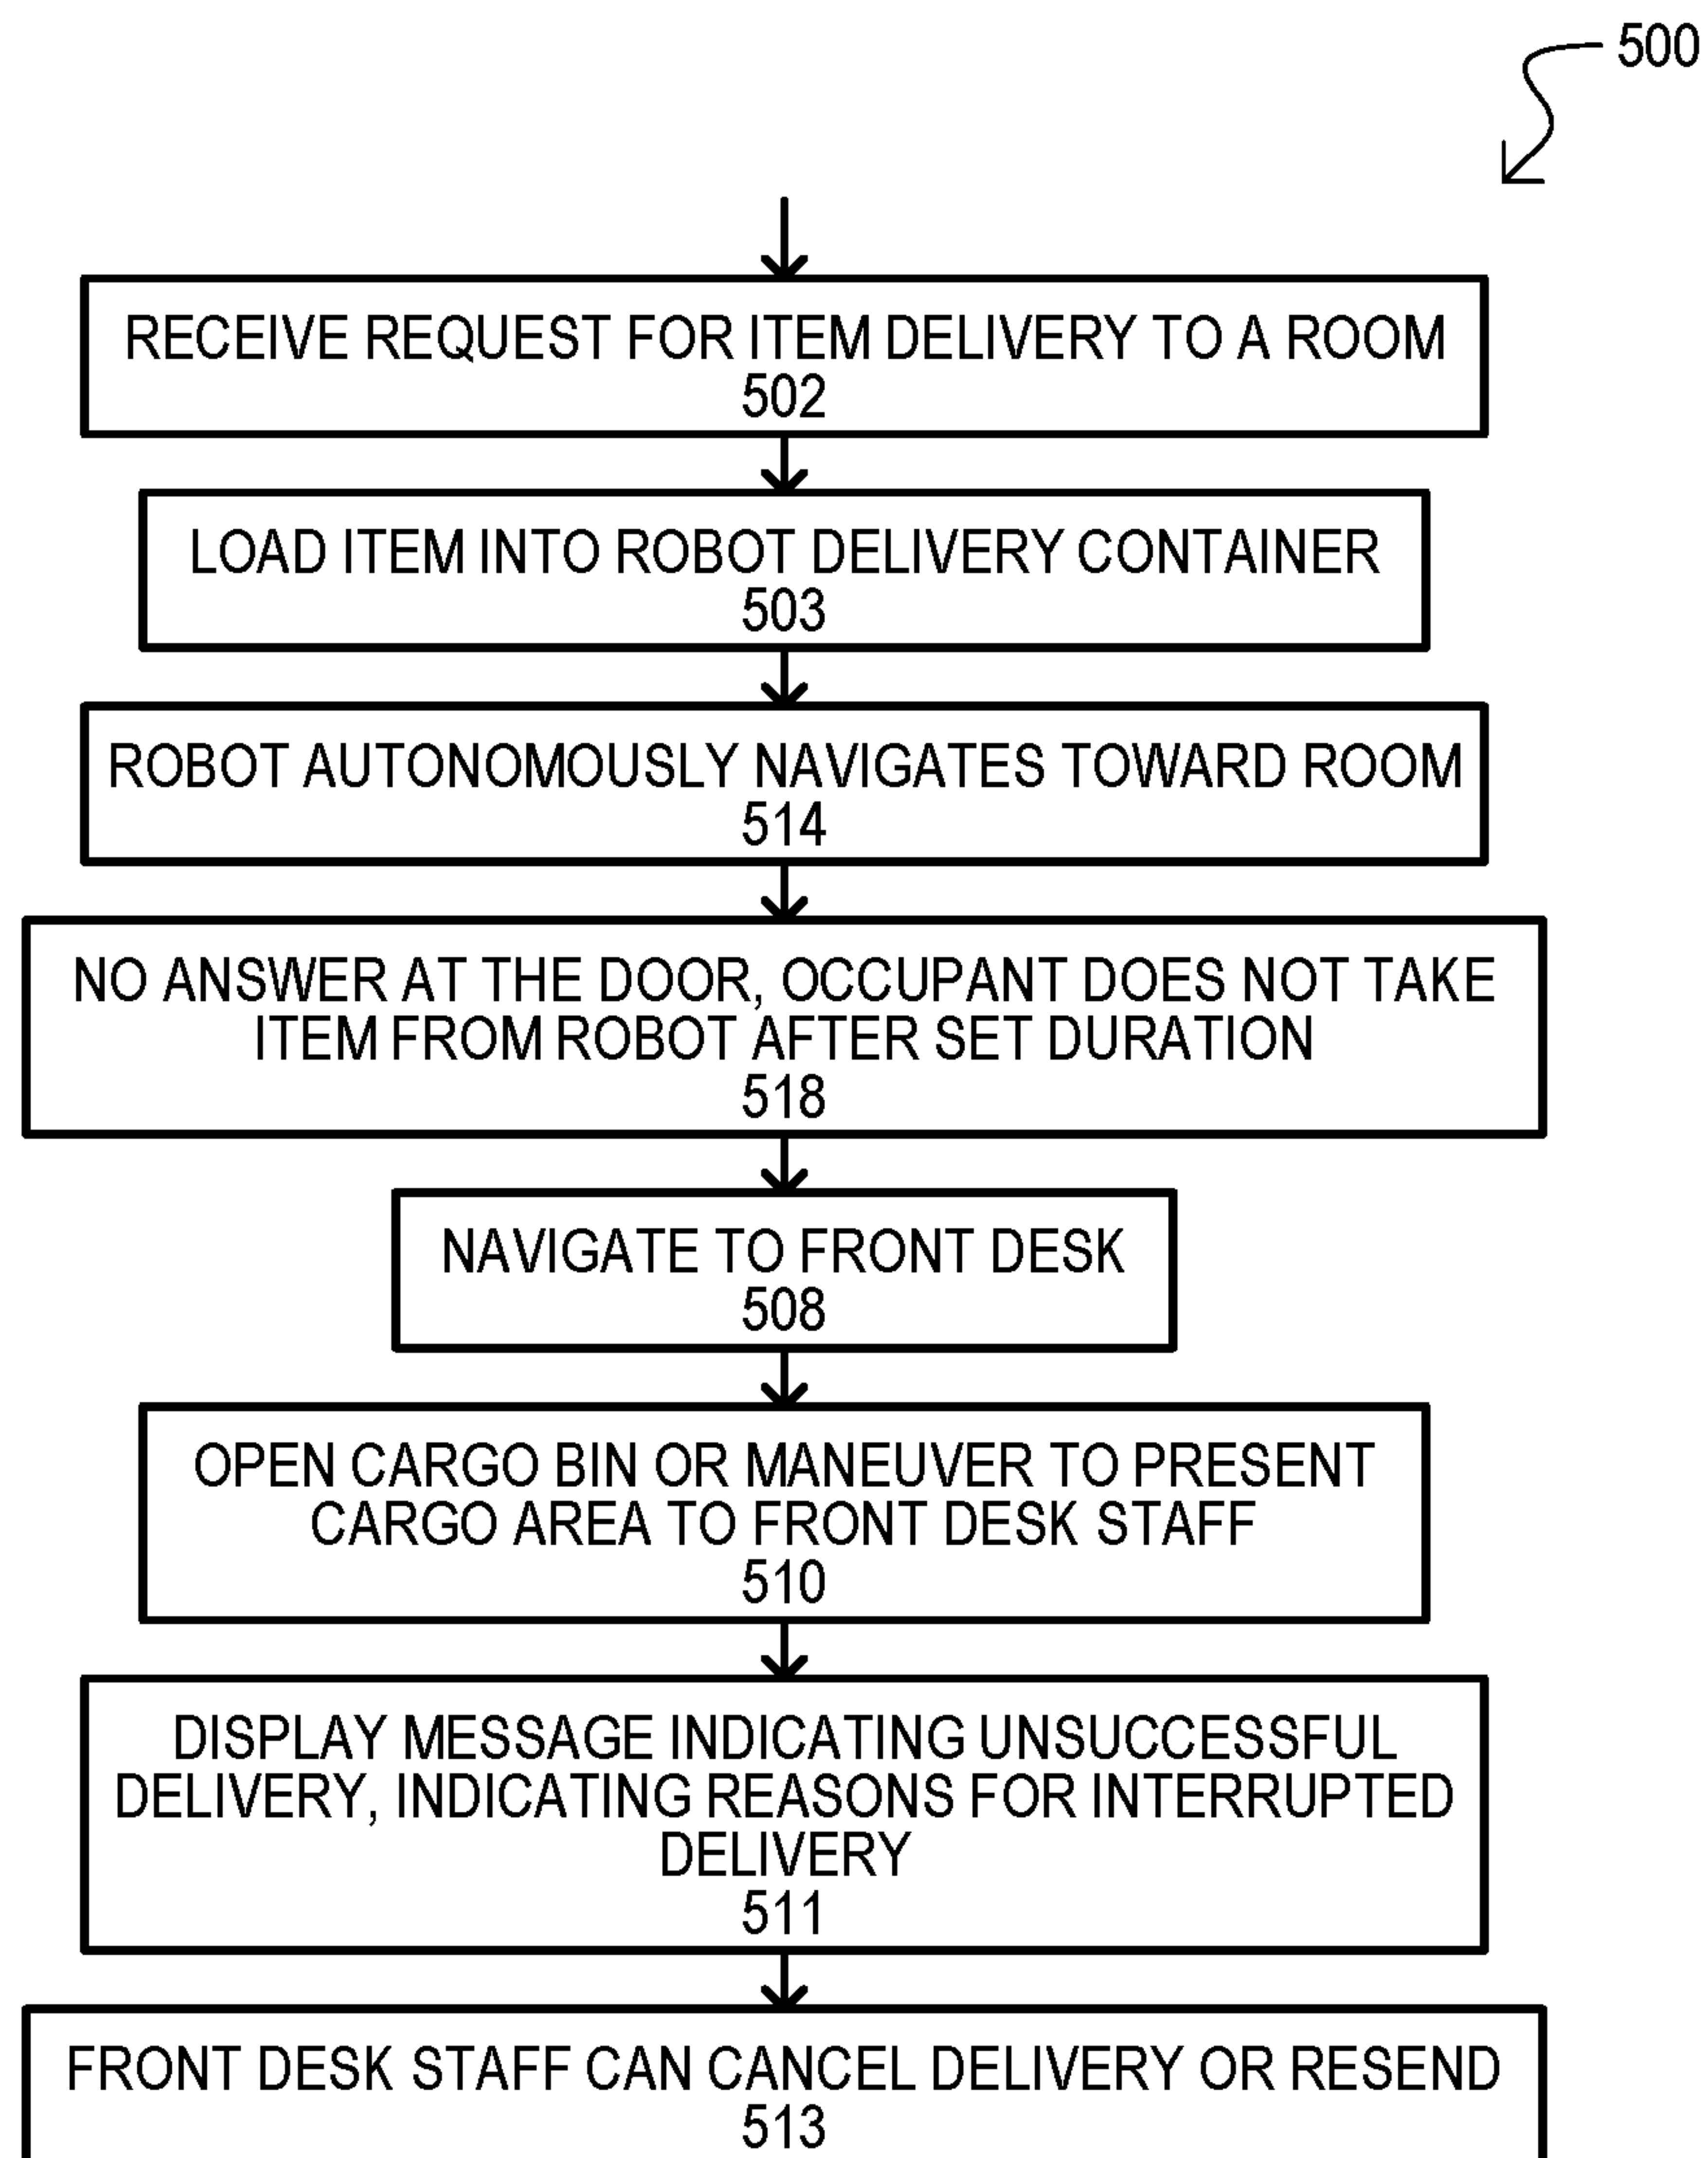 500
RECEIVE REQUEST FOR ITEM DELIVERY TO A ROOM
502
LOAD ITEM INTO ROBOT DELIVERY CONTAINER
503
ROBOT AUTONOMOUSLY NAVIGATES TOWARD ROOM
514
NO ANSWER AT THE DOOR, OCCUPANT DOES NOT TAKE
ITEM FROM ROBOT AFTER SET DURATION
518
NAVIGATE TO FRONT DESK
508
OPEN CARGO BIN OR MANEUVER TO PRESENT
CARGO AREA TO FRONT DESK STAFF
510
DISPLAY MESSAGE INDICATING UNSUCCESSFUL
DELIVERY, INDICATING REASONS FOR INTERRUPTED
DELIVERY
511
FRONT DESK STAFF CAN CANCEL DELIVERY OR RESEND
513